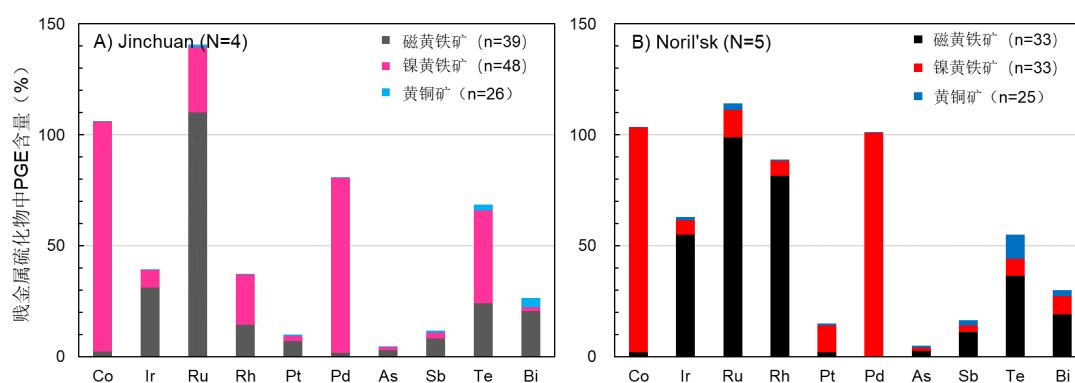 贱金属硫化物中PGE含量（%）
150
100
50
0
A) Jinchuan (N=4)
磁黄铁矿（n=39）
镍黄铁矿（n=48）
黄铜矿（n=26）
Co Ir Ru Rh Pt Pd As Sb Te Bi
150
100
50
0
B) Noril'sk (N=5)
磁黄铁矿（n=33）
镍黄铁矿（n=33）
黄铜矿（n=25）
Co Ir Ru Rh Pt Pd As Sb Te Bi